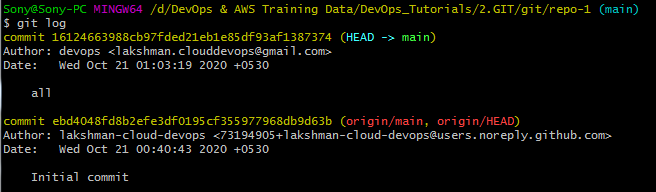 Sony@Sony-PC MINGW64 /d/DevOps & AWS Training Data/DevOps_Tutorials/2.GIT/git/repo-1 (main)
$ git log
commit 16124663988cb97fded21eb1e85df93af1387374 (HEAD -> main)
Author: devops <lakshman.clouddevops@gmail.com>
Date:   Wed Oct 21 01:03:19 2020 +0530
    all
commit ebd4048fd8b2efe3df0195cf355977968db9d63b (origin/main, origin/HEAD)
Author: lakshman-cloud-devops <73194905+lakshman-cloud-devops@users.noreply.github.com>
Date:   Wed Oct 21 00:40:43 2020 +0530
    Initial commit